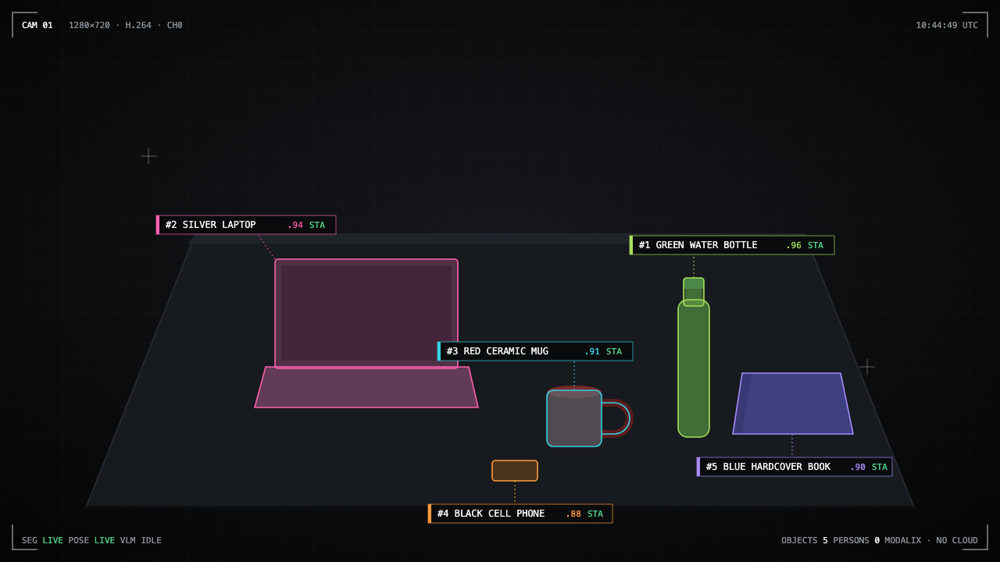 CAM 01 1280×720 · H.264 · CH0
10:44:49 UTC
#2 SILVER LAPTOP .94 STA
#1 GREEN WATER BOTTLE .96 STA
#3 RED CERAMIC MUG .91 STA
#5 BLUE HARDCOVER BOOK .90 STA
#4 BLACK CELL PHONE .88 STA
SEG LIVE POSE LIVE VLM IDLE
OBJECTS 5 PERSONS 0 MODALIX · NO CLOUD